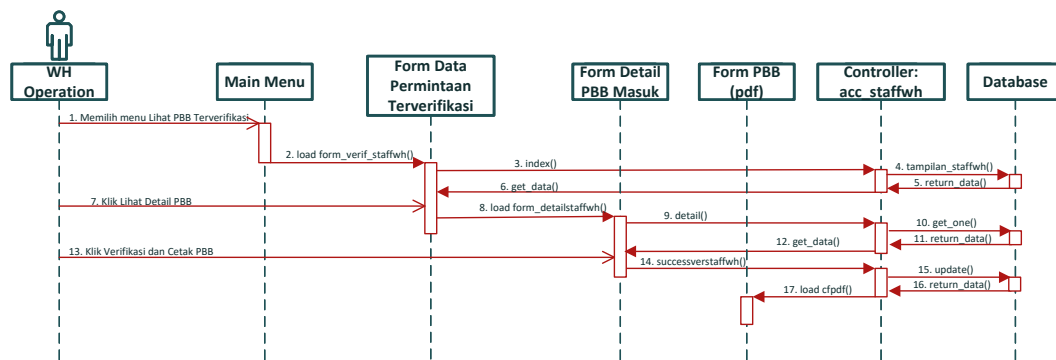 WH
Operation
Main Menu
Form Data
Permintaan
Terverifikasi
Form Detail
PBB Masuk
Form PBB
(pdf)
Controller:
acc_staffwh
Database
1. Memilih menu Lihat PBB Terverifikasi
2. load form_verif_staffwh()
3. index()
4. tampilan_staffwh()
5. return_data()
6. get_data()
7. Klik Lihat Detail PBB
8. load form_detailstaffwh()
9. detail()
10. get_one()
11. return_data()
12. get_data()
13. Klik Verifikasi dan Cetak PBB
14. successverstaffwh()
15. update()
16. return_data()
17. load cfpdf()